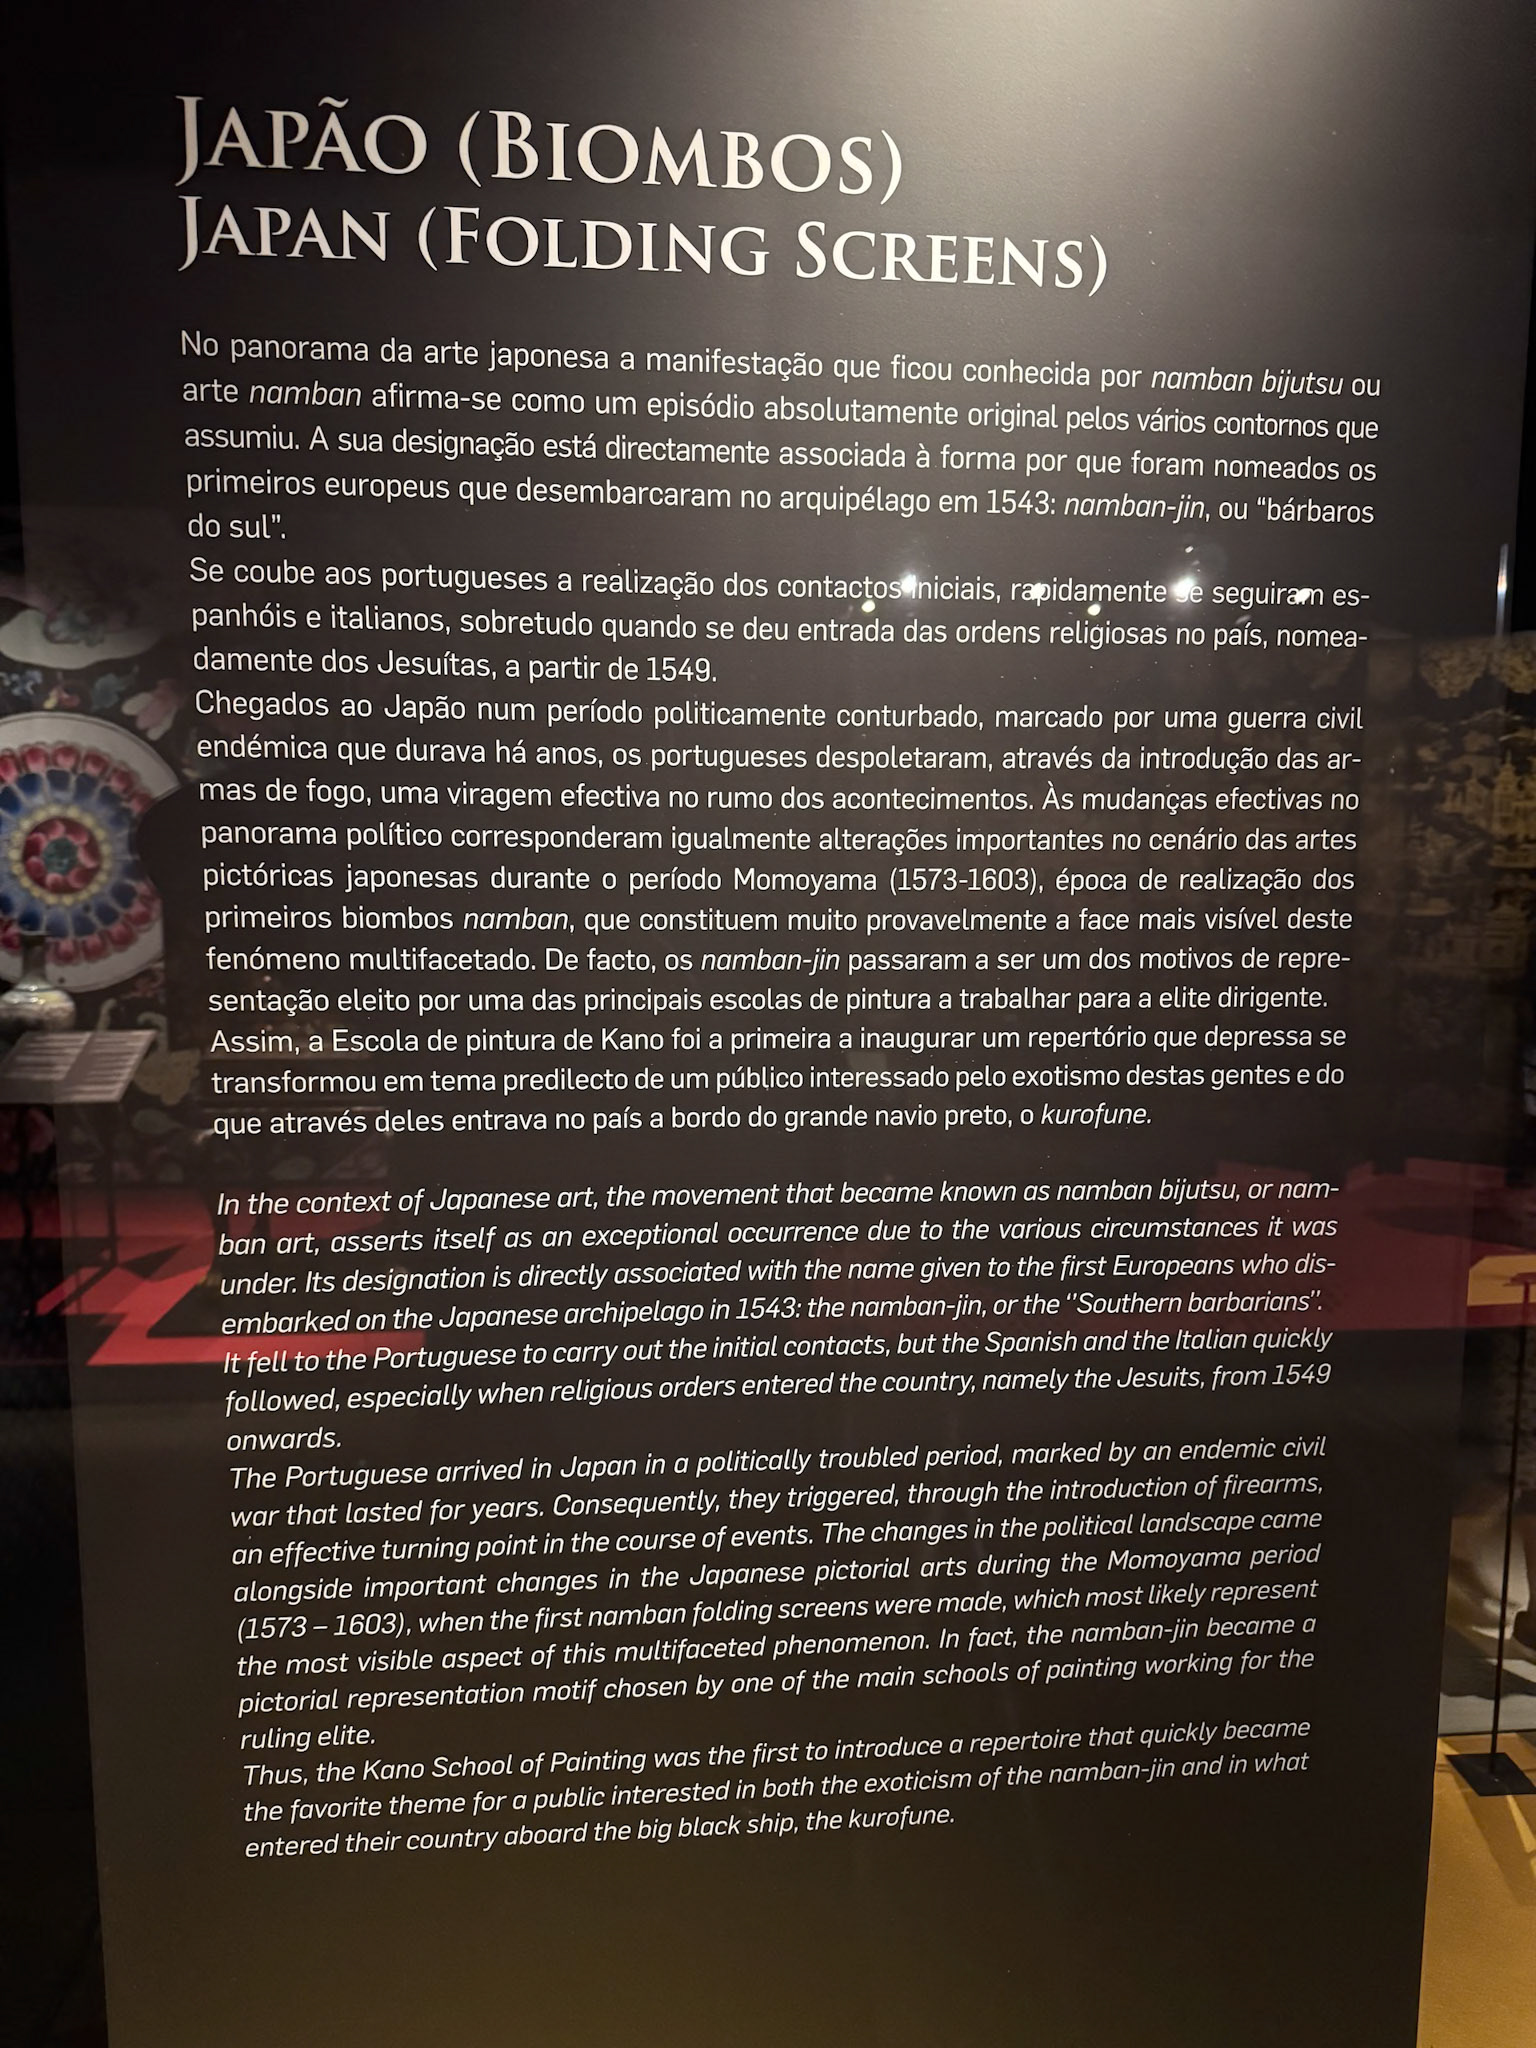 JAPÃO (BIOMBOS)
JAPAN (FOLDING SCREENS)
No panorama da arte japonesa a manifestação que ficou conhecida por namban bijutsu ou
arte namban afirma-se como um episódio absolutamente original pelos vários contornos que
assumiu. A sua designação está directamente associada à forma por que foram nomeados os
primeiros europeus que desembarcaram no arquipélago em 1543: namban-jin, ou “bárbaros
do sul”.
Se coube aos portugueses a realização dos contactos iniciais, rapidamente se seguiram es-
panhóis e italianos, sobretudo quando se deu entrada das ordens religiosas no país, nomea-
damente dos Jesuítas, a partir de 1549.
Chegados ao Japão num período politicamente conturbado, marcado por uma guerra civil
endémica que durava há anos, os portugueses despoletaram, através da introdução das ar-
mas de fogo, uma viragem efectiva no rumo dos acontecimentos. Às mudanças efectivas no
panorama político corresponderam igualmente alterações importantes no cenário das artes
pictóricas japonesas durante o período Momoyama (1573-1603), época de realização dos
primeiros biombos namban, que constituem muito provavelmente a face mais visível deste
fenómeno multifacetado. De facto, os namban-jin passaram a ser um dos motivos de repre-
sentação eleito por uma das principais escolas de pintura a trabalhar para a elite dirigente.
Assim, a Escola de pintura de Kano foi a primeira a inaugurar um repertório que depressa se
transformou em tema predilecto de um público interessado pelo exotismo destas gentes e do
que através deles entrava no país a bordo do grande navio preto, o kurofune.
In the context of Japanese art, the movement that became known as namban bijutsu, or nam-
ban art, asserts itself as an exceptional occurrence due to the various circumstances it was
under. Its designation is directly associated with the name given to the first Europeans who dis-
embarked on the Japanese archipelago in 1543: the namban-jin, or the “Southern barbarians”.
It fell to the Portuguese to carry out the initial contacts, but the Spanish and the Italian quickly
followed, especially when religious orders entered the country, namely the Jesuits, from 1549
onwards.
The Portuguese arrived in Japan in a politically troubled period, marked by an endemic civil
war that lasted for years. Consequently, they triggered, through the introduction of firearms,
an effective turning point in the course of events. The changes in the political landscape came
alongside important changes in the Japanese pictorial arts during the Momoyama period
(1573 – 1603), when the first namban folding screens were made, which most likely represent
the most visible aspect of this multifaceted phenomenon. In fact, the namban-jin became a
pictorial representation motif chosen by one of the main schools of painting working for the
ruling elite.
Thus, the Kano School of Painting was the first to introduce a repertoire that quickly became
the favorite theme for a public interested in both the exoticism of the namban-jin and in what
entered their country aboard the big black ship, the kurofune.